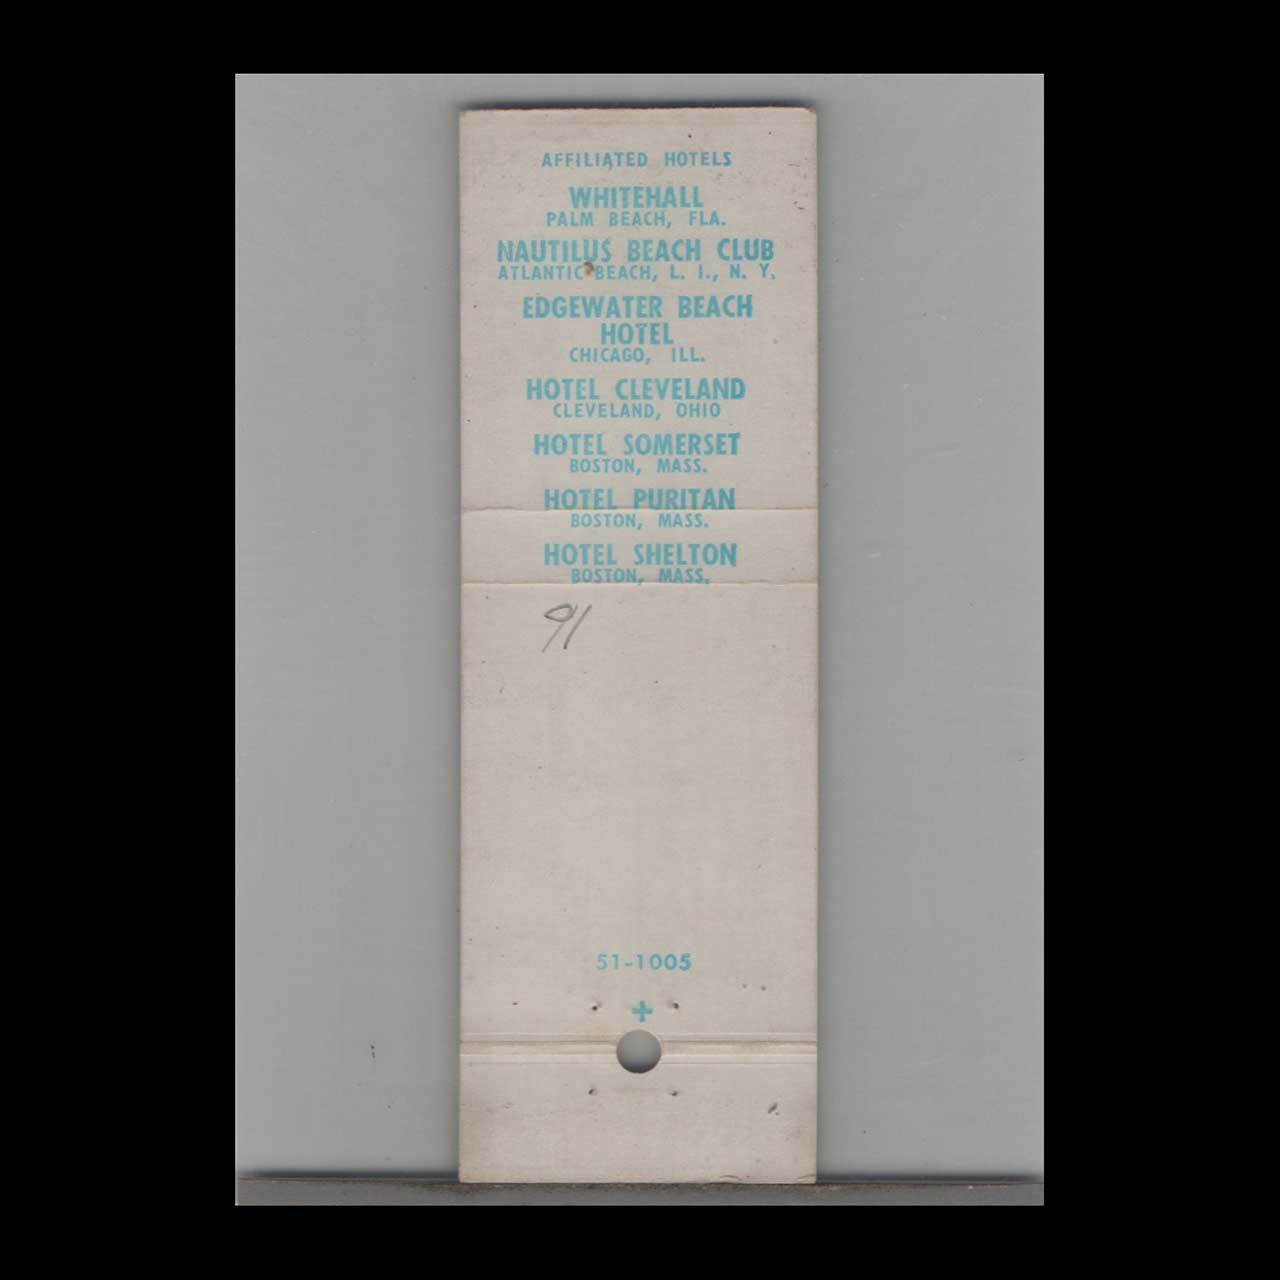 AFFILIATED HOTELS
WHITEHALL
PALM BEACH, FLA.
NAUTILUS BEACH CLUB
ATLANTIC BEACH, L. I., N. Y.
EDGEWATER BEACH
HOTEL
CHICAGO, ILL.
HOTEL CLEVELAND
CLEVELAND, OHIO
HOTEL SOMERSET
BOSTON, MASS.
HOTEL PURITAN
BOSTON, MASS.
HOTEL SHELTON
BOSTON, MASS.
91
51-1005